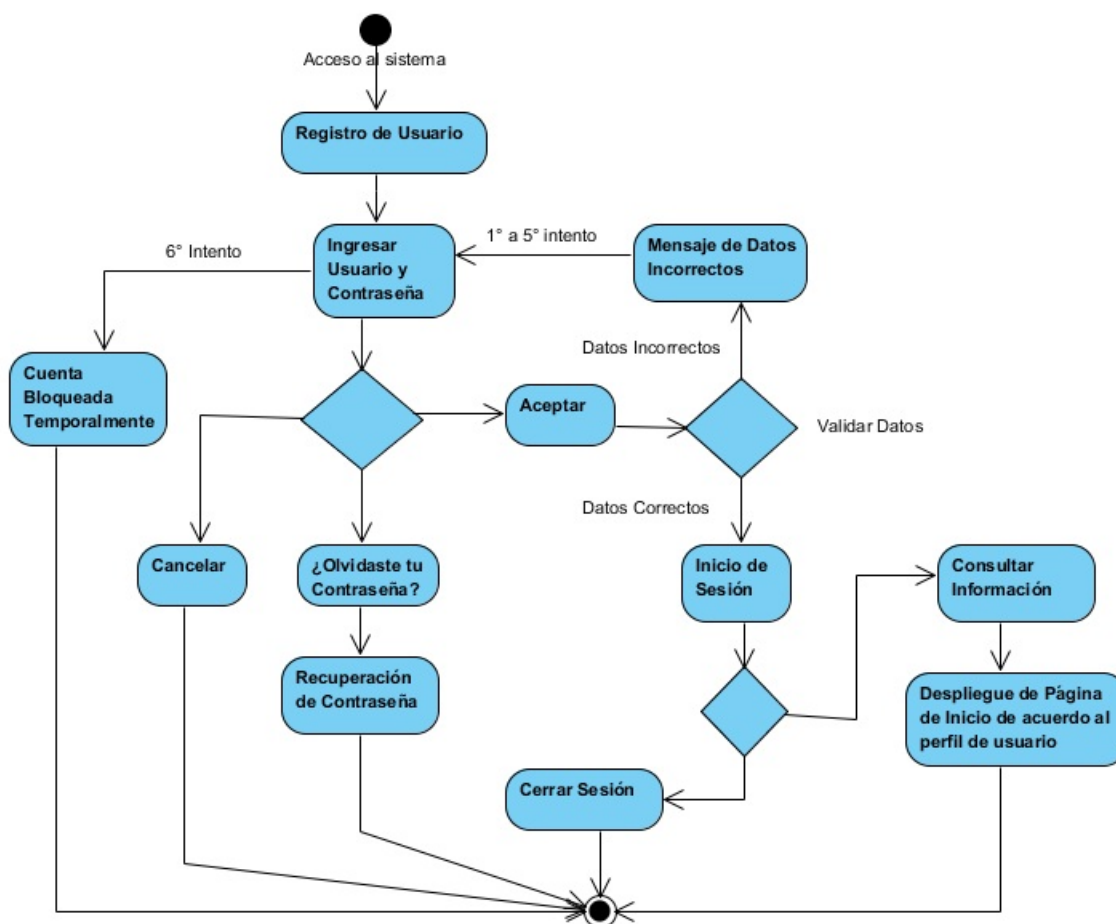 Acceso al sistema
Registro de Usuario
Ingresar
Usuario y
Contraseña
1° a 5° intento
Mensaje de Datos
Incorrectos
6° Intento
Datos Incorrectos
Cuenta
Bloqueada
Temporalmente
Aceptar
Validar Datos
Datos Correctos
Cancelar
¿Olvidaste tu
Contraseña?
Inicio de
Sesión
Consultar
Información
Recuperación
de Contraseña
Despliegue de Página
de Inicio de acuerdo al
perfil de usuario
Cerrar Sesión